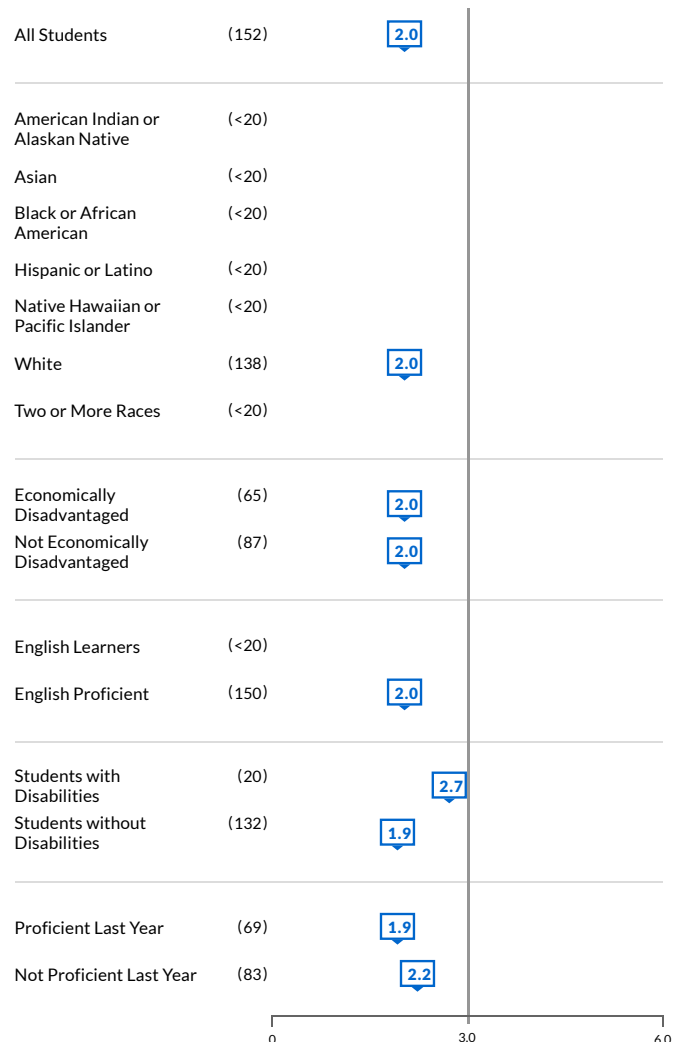 All Students (152) 2.0
American Indian or (<20)
Alaskan Native
Asian (<20)
Black or African (<20)
American
Hispanic or Latino (<20)
Native Hawaiian or (<20)
Pacific Islander
White (138) 2.0
Two or More Races (<20)
Economically (65) 2.0
Disadvantaged
Not Economically (87) 2.0
Disadvantaged
English Learners (<20)
English Proficient (150) 2.0
Students with (20) 2.7
Disabilities
Students without (132) 1.9
Disabilities
Proficient Last Year (69) 1.9
Not Proficient Last Year (83) 2.2
0 3.0 6.0